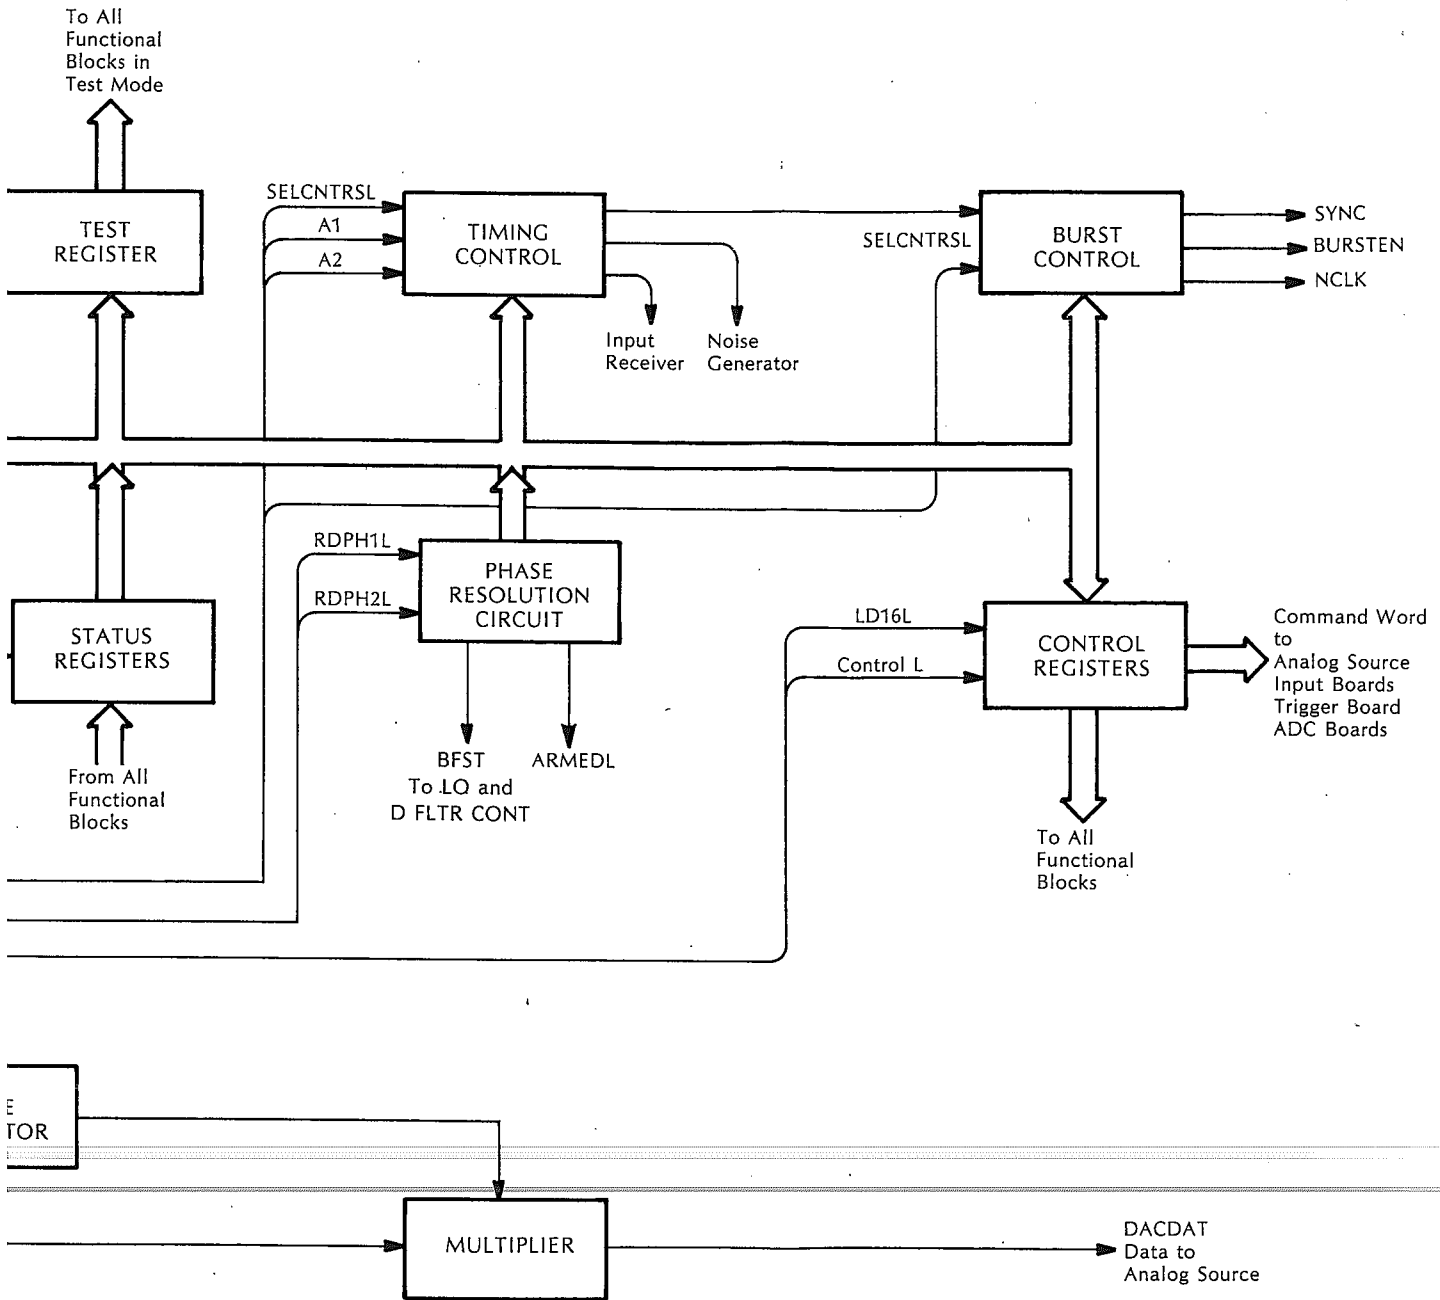 To All
Functional
Blocks in
Test Mode
TEST
REGISTER
SELCNTRSL
A1
A2
TIMING
CONTROL
SELCNTRSL
BURST
CONTROL
SYNC
BURSTEN
NCLK
Input
Receiver
Noise
Generator
RDPH1L
RDPH2L
PHASE
RESOLUTION
CIRCUIT
STATUS
REGISTERS
LD16L
Control L
CONTROL
REGISTERS
Command Word
to
Analog Source
Input Boards
Trigger Board
ADC Boards
BFST
To LO and
D FLTR CONT
ARMEDL
From All
Functional
Blocks
To All
Functional
Blocks
E
TOR
MULTIPLIER
DACDAT
Data to
Analog Source